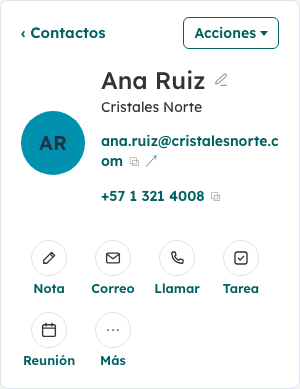 ‹ Contactos
Acciones
Ana Ruiz
Cristales Norte
AR
ana.ruiz@cristalesnorte.c
om
+57 1 321 4008
Nota
Correo
Llamar
Tarea
Reunión
Más